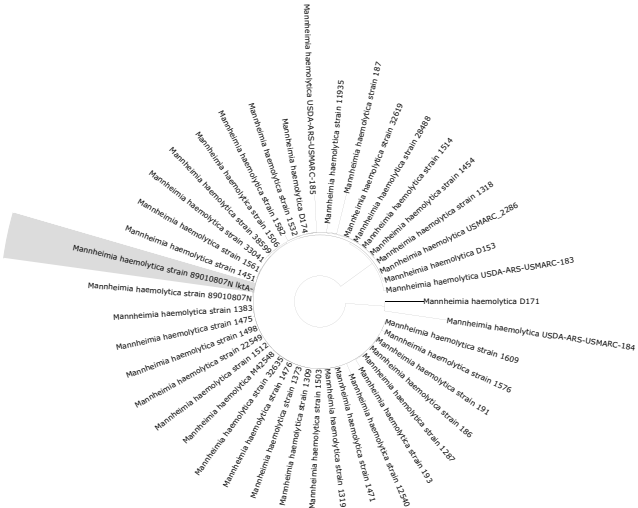 Mannheimia haemolytica USDA-ARS-USMARC-185
Mannheimia haemolytica strain 11935
Mannheimia haemolytica strain 187
Mannheimia haemolytica strain 32619
Mannheimia haemolytica strain 28488
Mannheimia haemolytica strain 1514
Mannheimia haemolytica strain 1454
Mannheimia haemolytica strain 1318
Mannheimia haemolytica USMARC_2286
Mannheimia haemolytica D153
Mannheimia haemolytica USDA-ARS-USMARC-183
Mannheimia haemolytica D171
Mannheimia haemolytica USDA-ARS-USMARC-184
Mannheimia haemolytica strain 1609
Mannheimia haemolytica strain 1576
Mannheimia haemolytica strain 191
Mannheimia haemolytica strain 186
Mannheimia haemolytica strain 1287
Mannheimia haemolytica strain 193
Mannheimia haemolytica strain 12540
Mannheimia haemolytica strain 1471
Mannheimia haemolytica strain 1319
Mannheimia haemolytica strain 1503
Mannheimia haemolytica strain 1309
Mannheimia haemolytica strain 1373
Mannheimia haemolytica strain 1476
Mannheimia haemolytica strain 32635
Mannheimia haemolytica M42548
Mannheimia haemolytica strain 1512
Mannheimia haemolytica strain 22549
Mannheimia haemolytica strain 1498
Mannheimia haemolytica strain 1475
Mannheimia haemolytica strain 1383
Mannheimia haemolytica strain 89010807N
Mannheimia haemolytica strain 89010807N lktA-
Mannheimia haemolytica strain 1451
Mannheimia haemolytica strain 1561
Mannheimia haemolytica strain 33041
Mannheimia haemolytica strain 38599
Mannheimia haemolytica strain 1506
Mannheimia haemolytica strain 1582
Mannheimia haemolytica strain 1532
Mannheimia haemolytica D174